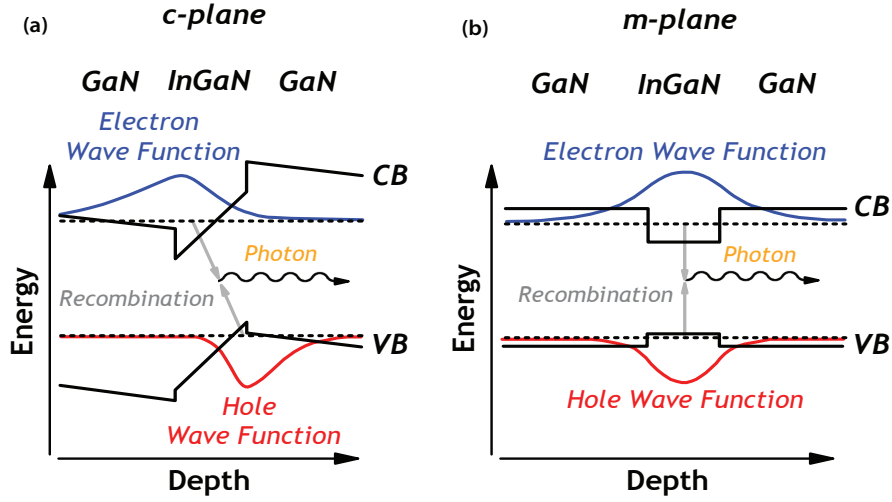 (a)
c-plane
GaN InGaN GaN
Electron
Wave Function
CB
Photon
Recombination
VB
Hole
Wave Function
Energy
Depth
(b)
m-plane
GaN InGaN GaN
Electron Wave Function
CB
Photon
Recombination
VB
Hole Wave Function
Energy
Depth